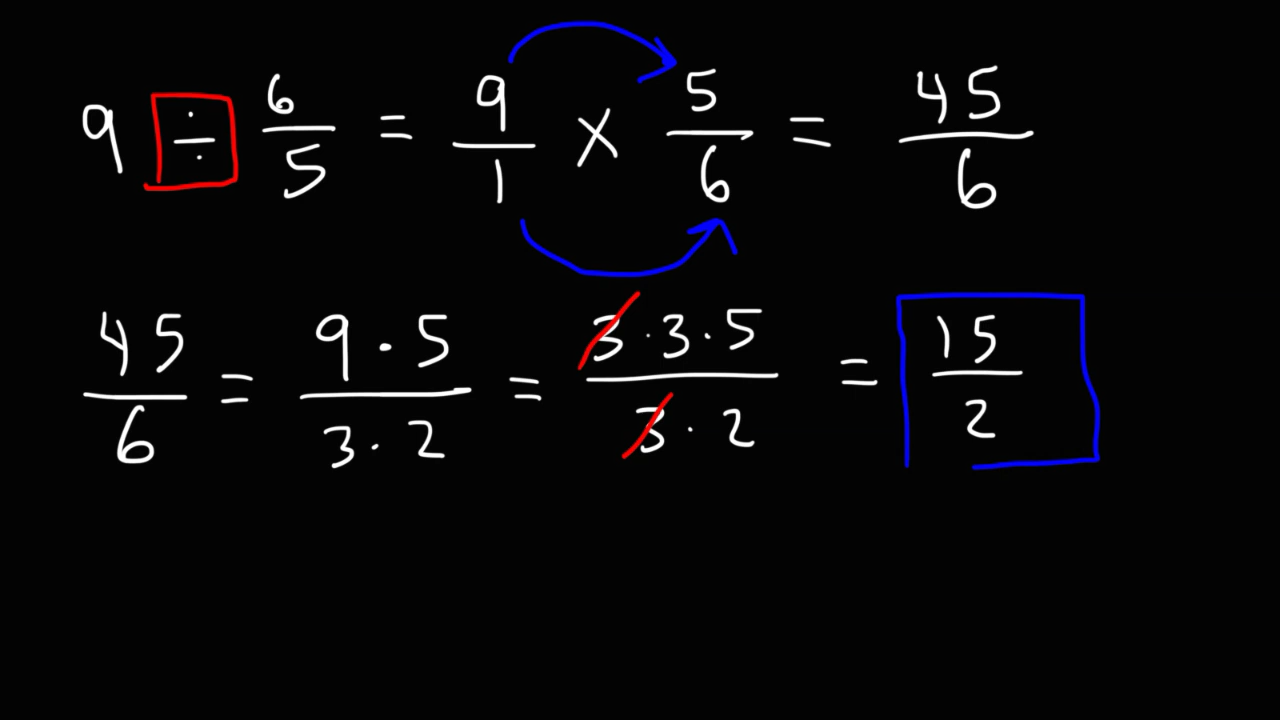 9 ÷ 6/5 = 9/1 × 5/6 = 45/6
45/6 = 9·5/3·2 = 3·3·5/3·2 = 15/2